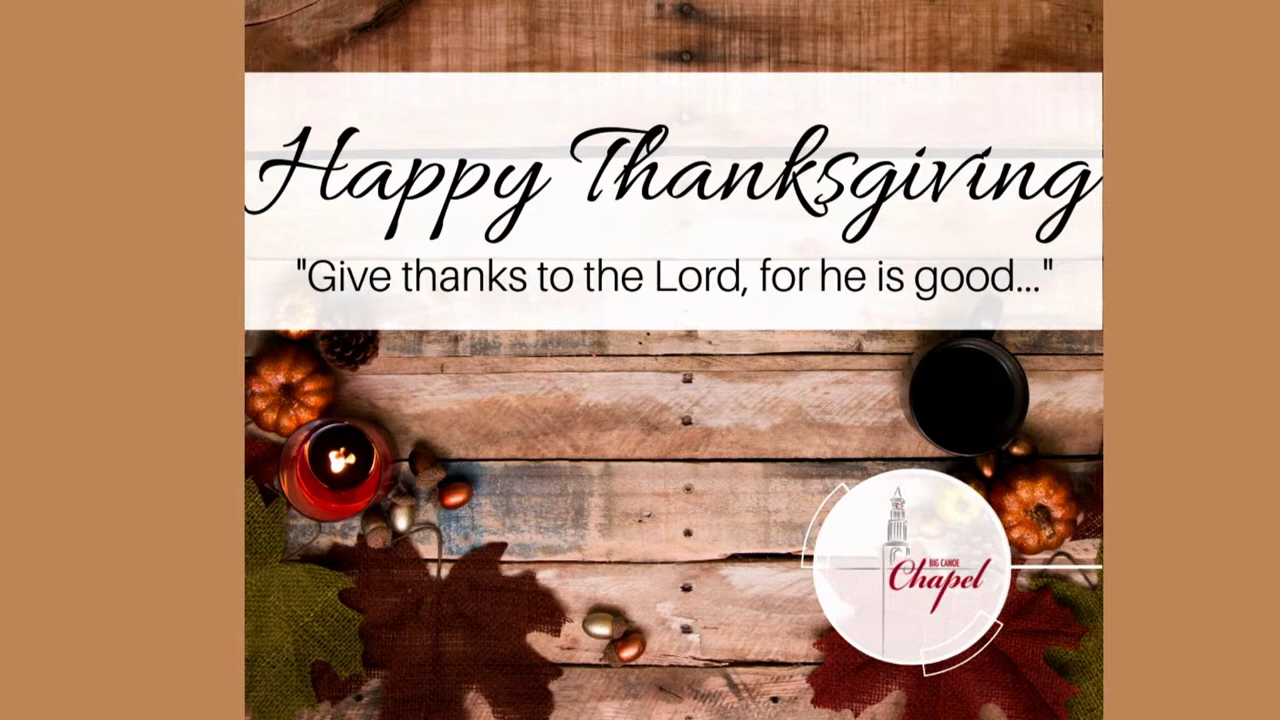 Happy Thanksgiving
"Give thanks to the Lord, for he is good..."
BIG CANOE
Chapel